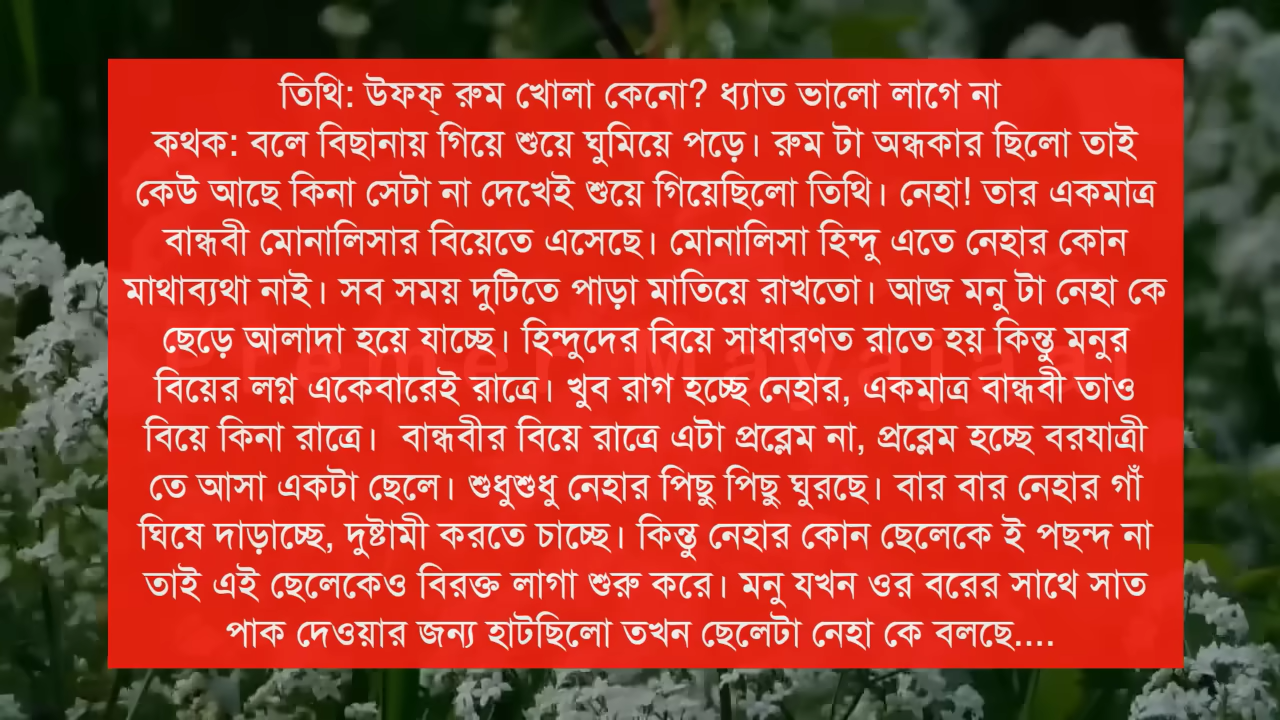 তিথি: উফফ্ রুম খোলা কেনো? ধ্যাত ভালো লাগে না
কথক: বলে বিছানায় গিয়ে শুয়ে ঘুমিয়ে পড়ে। রুম টা অন্ধকার ছিলো তাই
কেউ আছে কিনা সেটা না দেখেই শুয়ে গিয়েছিলো তিথি। নেহা! তার একমাত্র
বান্ধবী মোনালিসার বিয়েতে এসেছে। মোনালিসা হিন্দু এতে নেহার কোন
মাথাব্যথা নাই। সব সময় দুটিতে পাড়া মাতিয়ে রাখতো। আজ মনু টা নেহা কে
ছেড়ে আলাদা হয়ে যাচ্ছে। হিন্দুদের বিয়ে সাধারণত রাতে হয় কিন্তু মনুর
বিয়ের লগ্ন একেবারেই রাত্রে। খুব রাগ হচ্ছে নেহার, একমাত্র বান্ধবী তাও
বিয়ে কিনা রাত্রে। বান্ধবীর বিয়ে রাত্রে এটা প্রব্লেম না, প্রব্লেম হচ্ছে বরযাত্রী
তে আসা একটা ছেলে। শুধুশুধু নেহার পিছু পিছু ঘুরছে। বার বার নেহার গাঁ
ঘিষে দাড়াচ্ছে, দুষ্টামী করতে চাচ্ছে। কিন্তু নেহার কোন ছেলেকে ই পছন্দ না
তাই এই ছেলেকেও বিরক্ত লাগা শুরু করে। মনু যখন ওর বরের সাথে সাত
পাক দেওয়ার জন্য হাটছিলো তখন ছেলেটা নেহা কে বলছে....